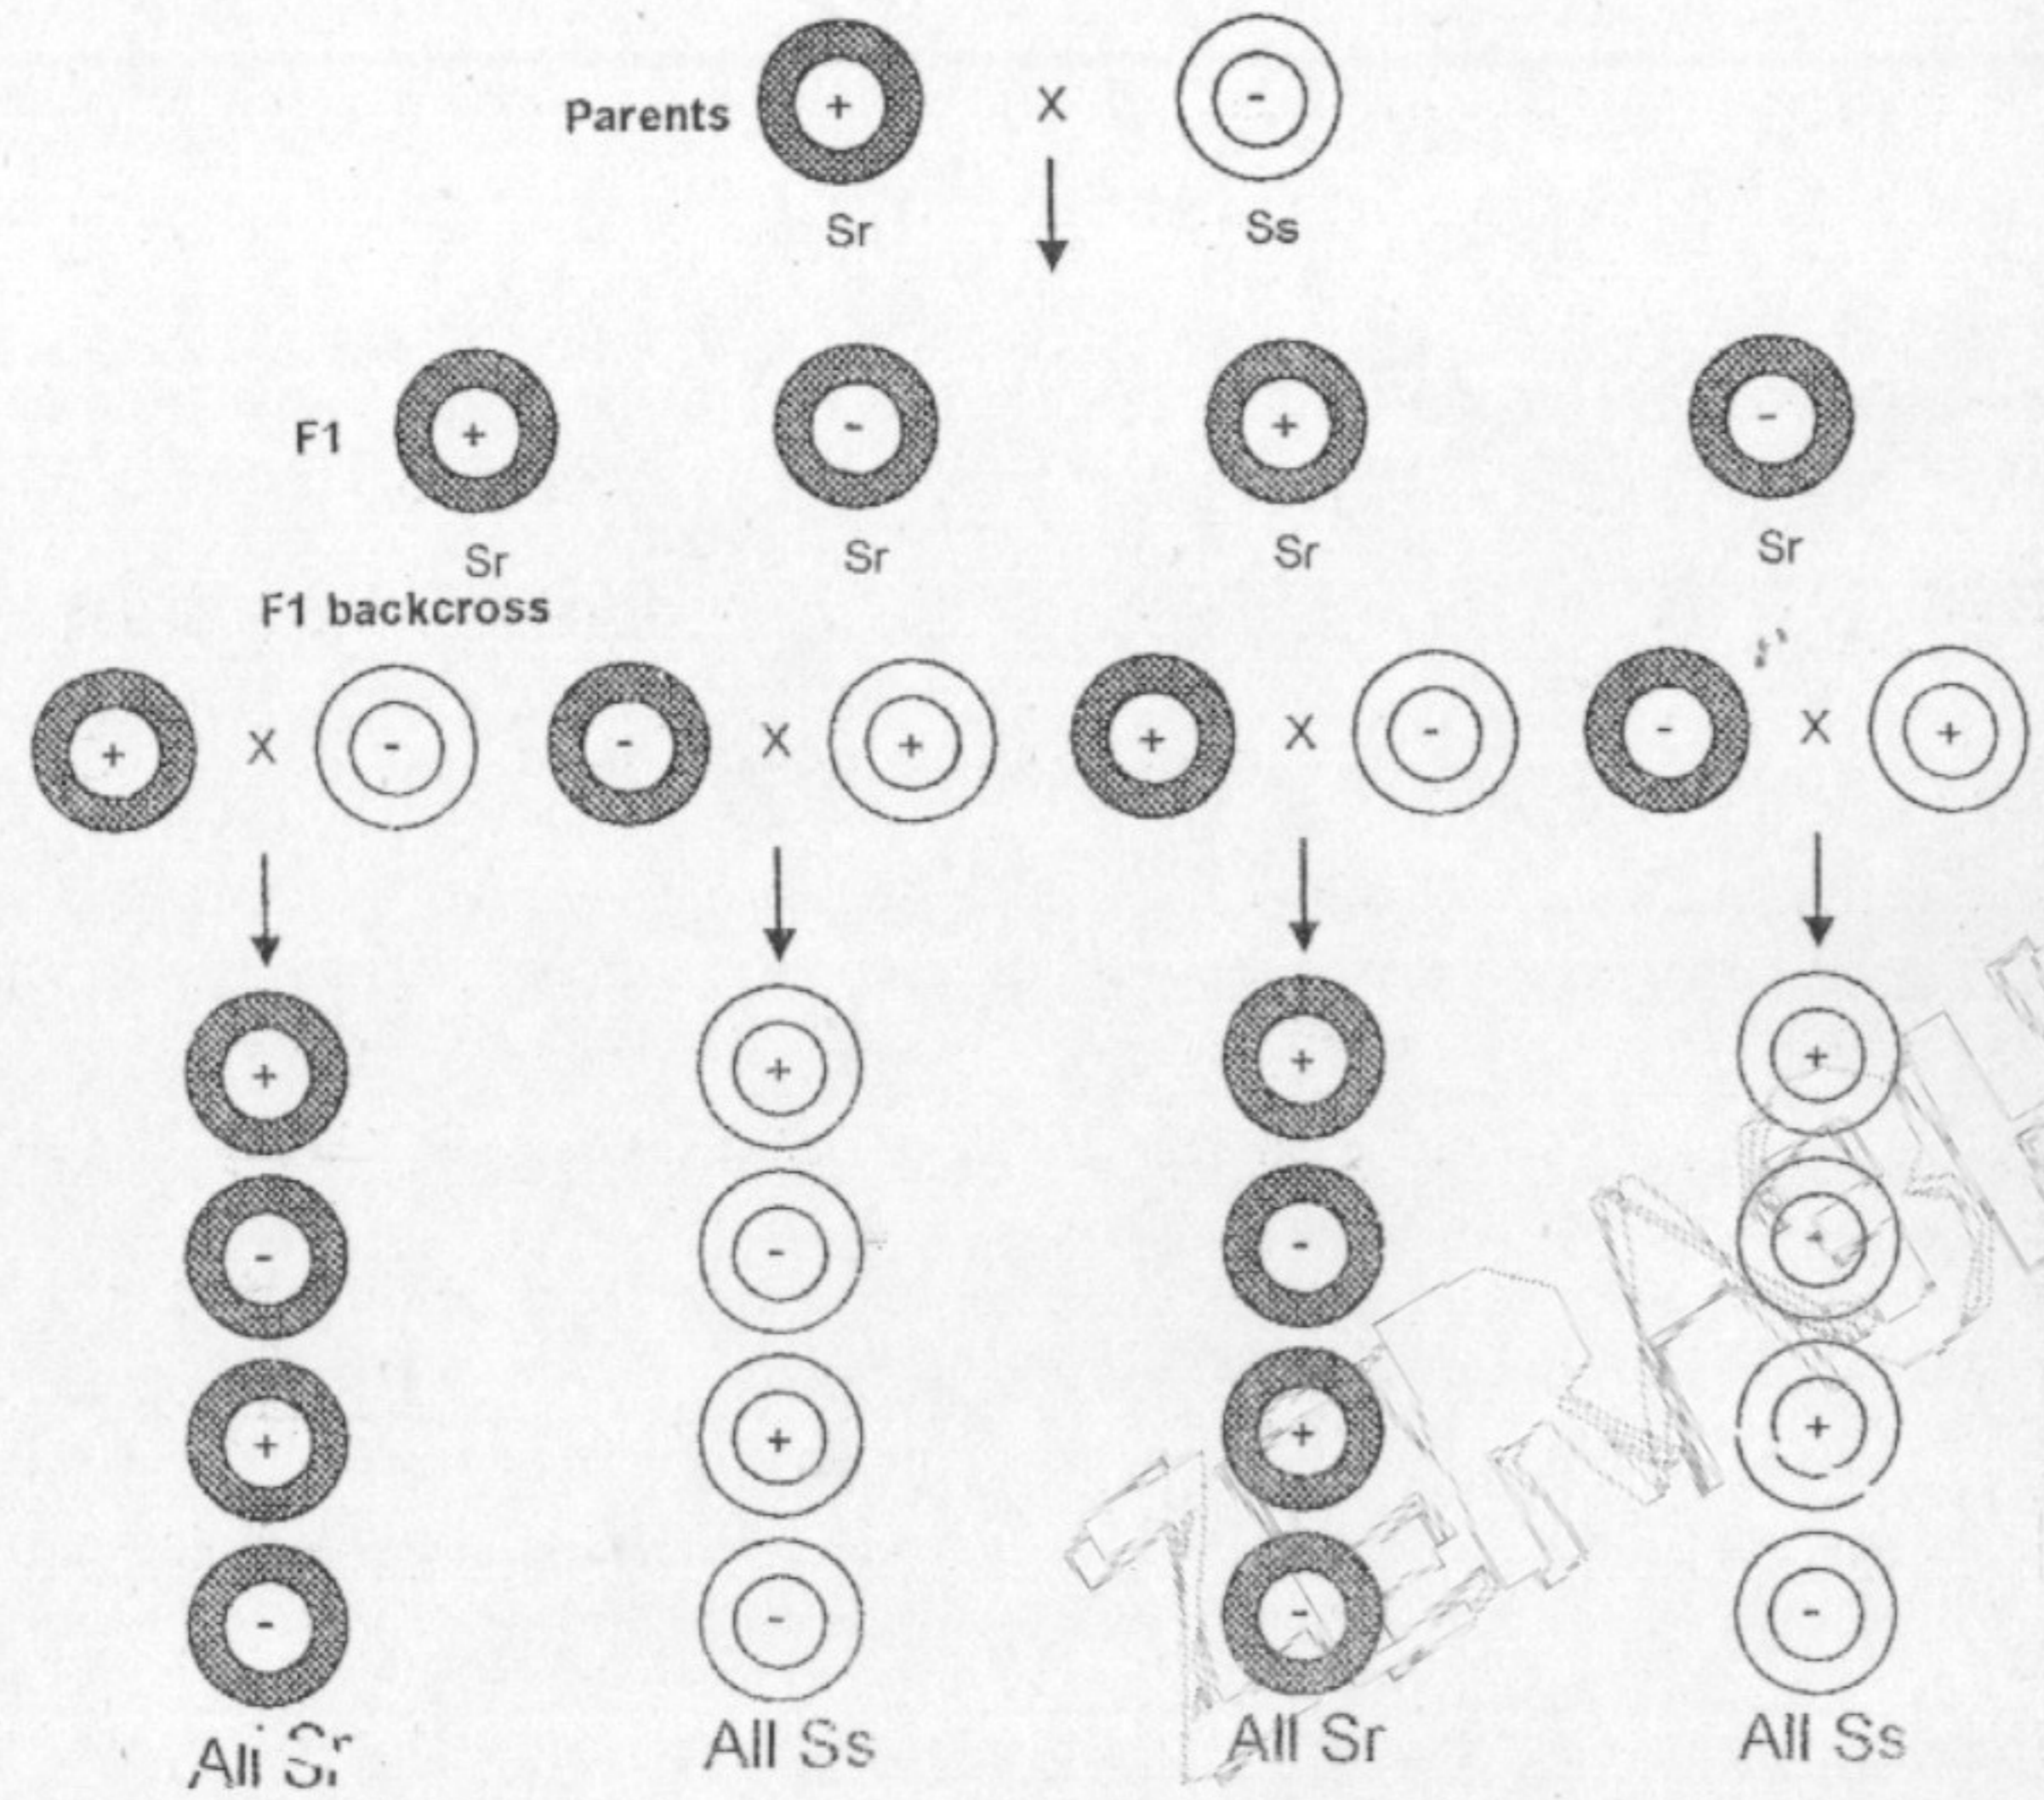 + X -
Parents
Sr Ss
+ - + -
F1
Sr Sr Sr Sr
F1 backcross
+ X - - X + + X - - X +
+ + + +
- - -
+ + + +
- - - -
All Sr All Ss All Sr All Ss